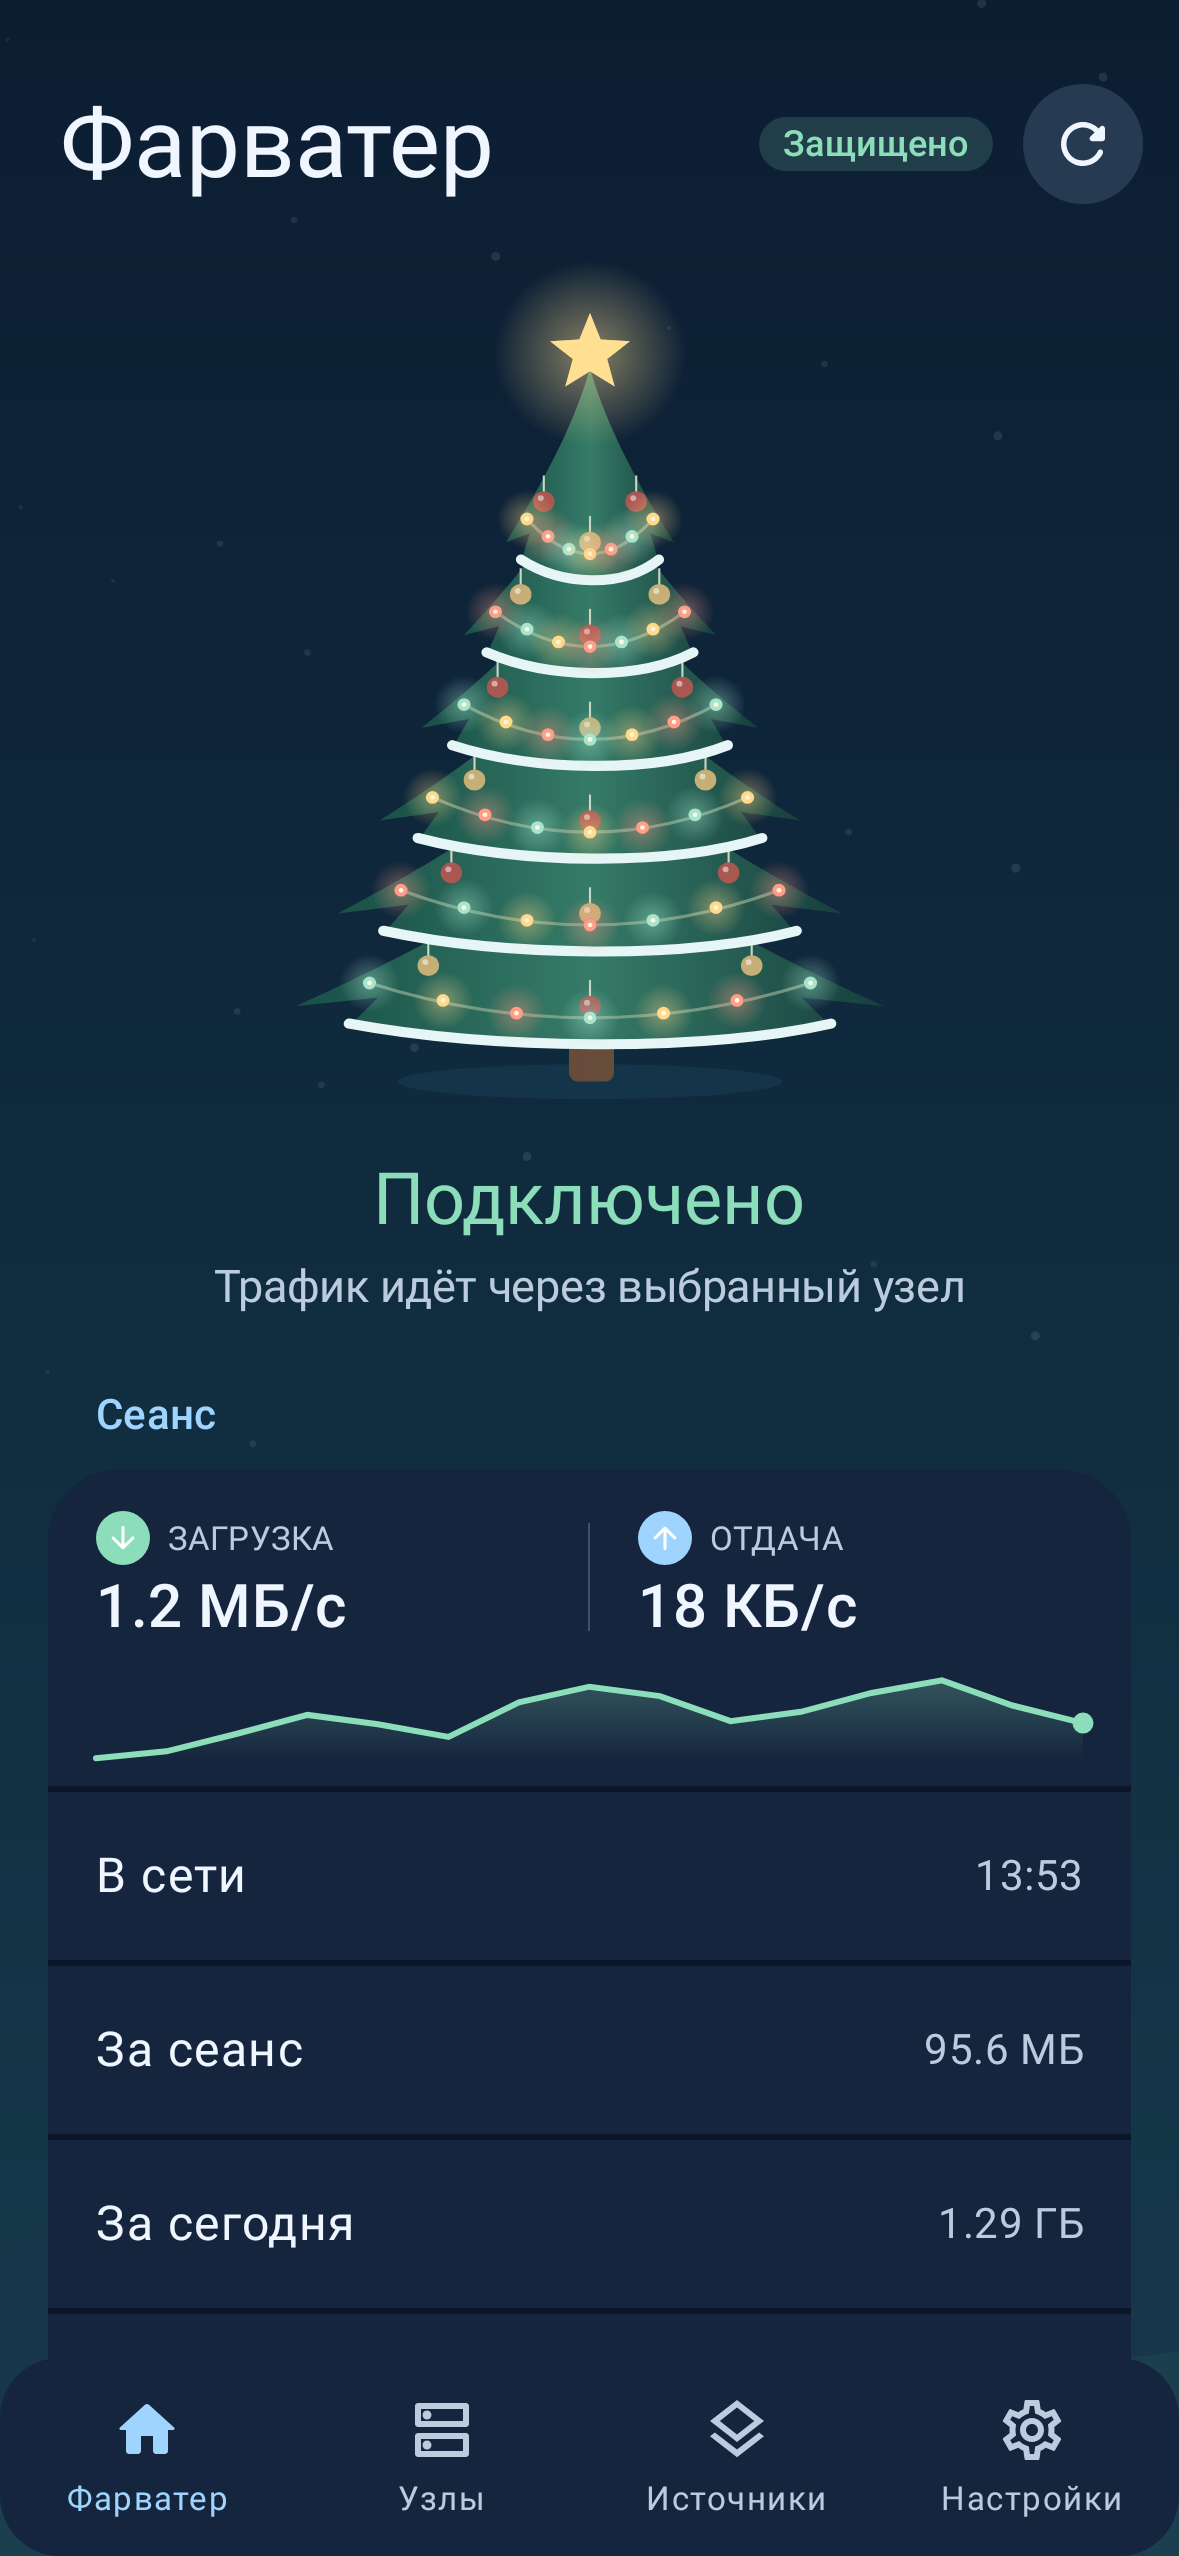 Фарватер
Защищено
Подключено
Трафик идёт через выбранный узел
Сеанс
ЗАГРУЗКА
1.2 МБ/с
ОТДАЧА
18 КБ/с
В сети 13:53
За сеанс 95.6 МБ
За сегодня 1.29 ГБ
Фарватер Узлы Источники Настройки